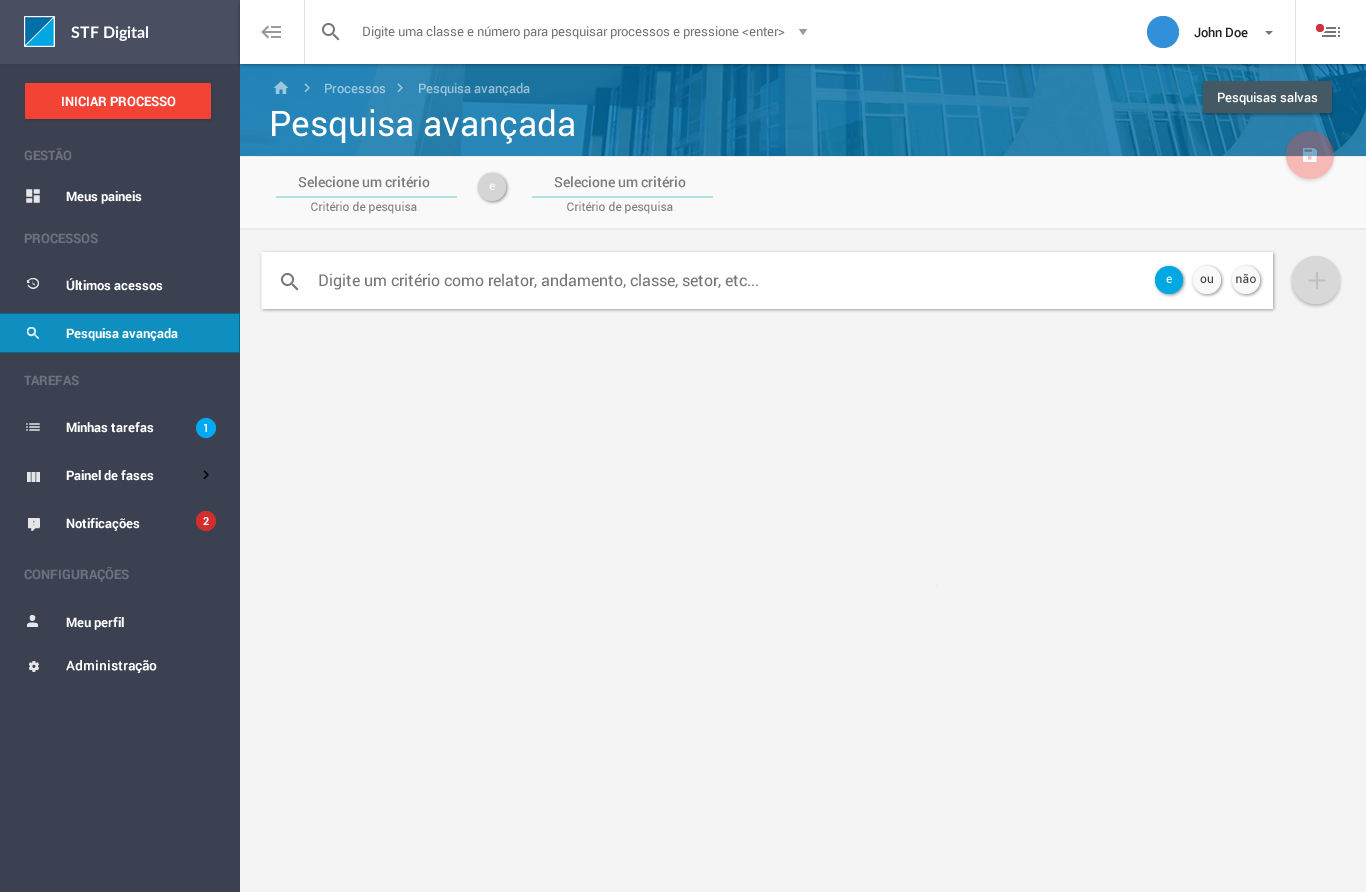 STF Digital
Digite uma classe e número para pesquisar processos e pressione <enter>
John Doe
INICIAR PROCESSO
GESTÃO
Meus paineis
PROCESSOS
Últimos acessos
Pesquisa avançada
TAREFAS
Minhas tarefas 1
Painel de fases
Notificações 2
CONFIGURAÇÕES
Meu perfil
Administração
Processos Pesquisa avançada
Pesquisas salvas
Pesquisa avançada
Selecione um critério e Selecione um critério
Critério de pesquisa Critério de pesquisa
Digite um critério como relator, andamento, classe, setor, etc... e ou não